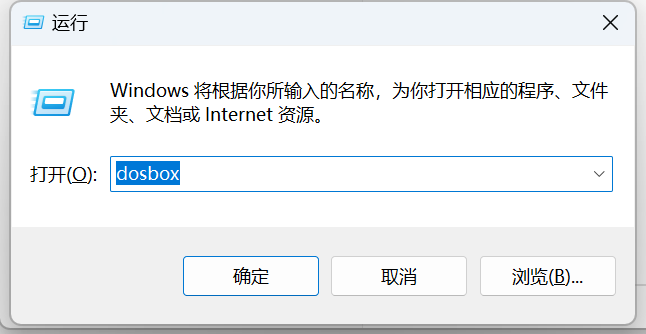 运行
Windows 将根据你所输入的名称，为你打开相应的程序、文件
夹、文档或 Internet 资源。
打开(O):
dosbox
确定
取消
浏览(B)...